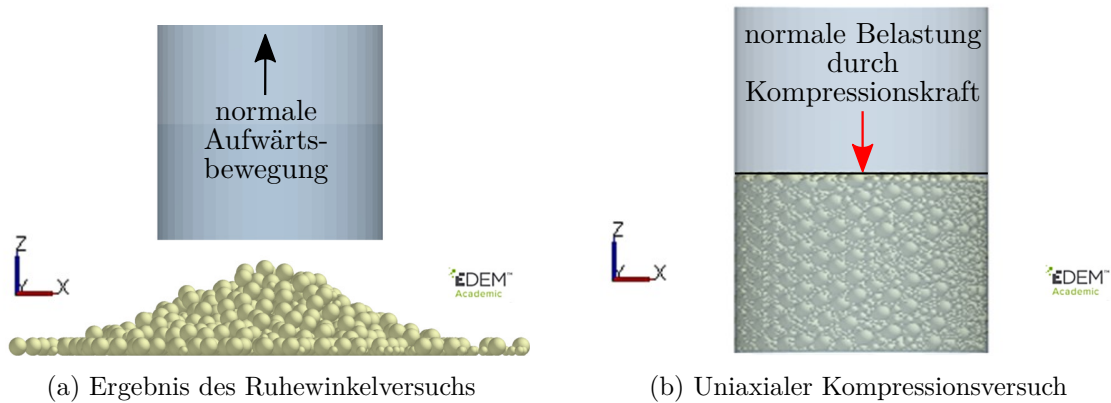 normale
Aufwärts-
bewegung
Z
Y
X
EDEM™
Academic
(a) Ergebnis des Ruhewinkelversuchs
normale Belastung
durch
Kompressionskraft
Z
Y
X
EDEM™
Academic
(b) Uniaxialer Kompressionsversuch